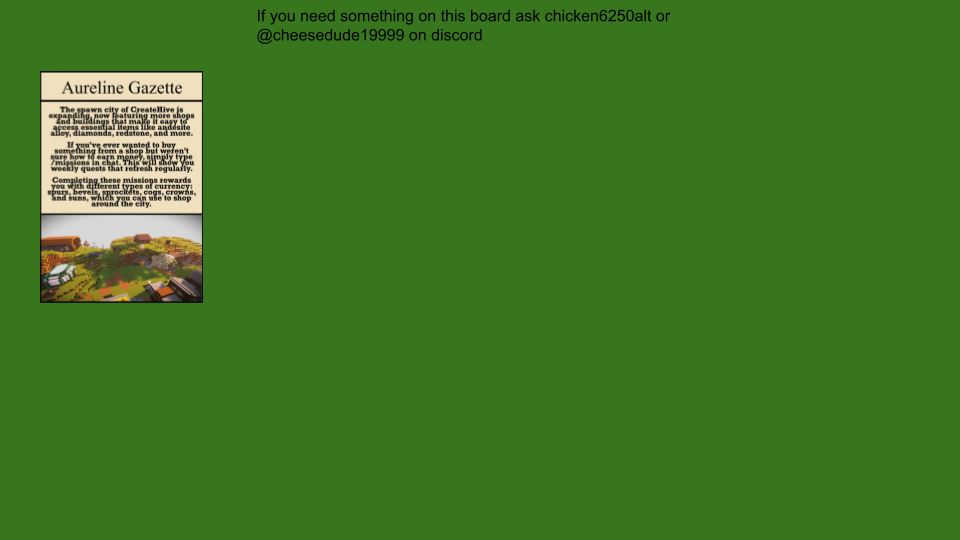 If you need something on this board ask chicken6250alt or
@cheesedude19999 on discord
Aureline Gazette
The spawn city of CreateHive is
expanding, now featuring more shops
and buildings that make it easy to
access essential items like andesite
alloy, diamonds, redstone, and more.
If you've ever wanted to buy
something from a shop but weren't
sure how to earn money, simply type
/missions in chat. This will show you
weekly quests that refresh regularly.
Completing these missions rewards
you with different types of currency:
spurs, bevels, sprockets, cogs, crowns,
and suns, which you can use to shop
around the city.